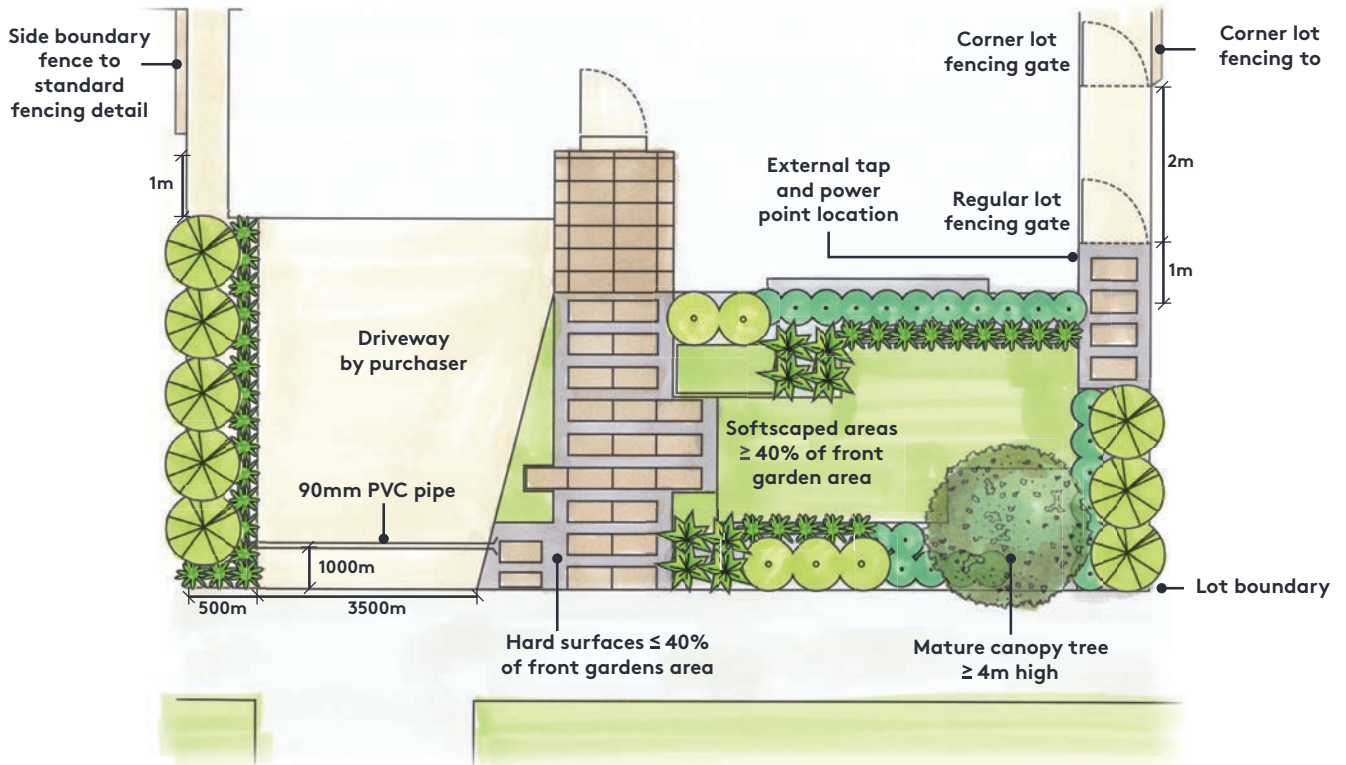 Side boundary
fence to
standard
fencing detail
Corner lot
fencing gate
Corner lot
fencing to
1m
External tap
and power
point location
2m
Regular lot
fencing gate
1m
Driveway
by purchaser
Softscaped areas
≥ 40% of front
garden area
90mm PVC pipe
1000m
500m
3500m
Lot boundary
Hard surfaces ≤ 40%
of front gardens area
Mature canopy tree
≥ 4m high